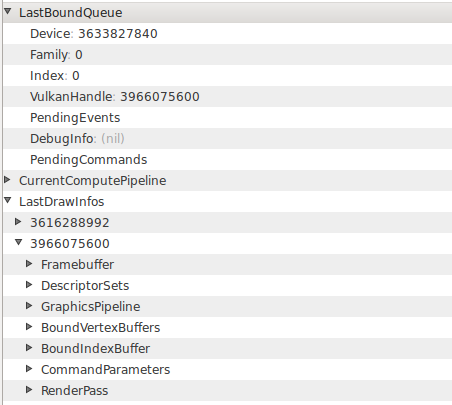 LastBoundQueue
Device: 3633827840
Family: 0
Index: 0
VulkanHandle: 3966075600
PendingEvents
DebugInfo: (nil)
PendingCommands
CurrentComputePipeline
LastDrawInfos
3616288992
3966075600
Framebuffer
DescriptorSets
GraphicsPipeline
BoundVertexBuffers
BoundIndexBuffer
CommandParameters
RenderPass